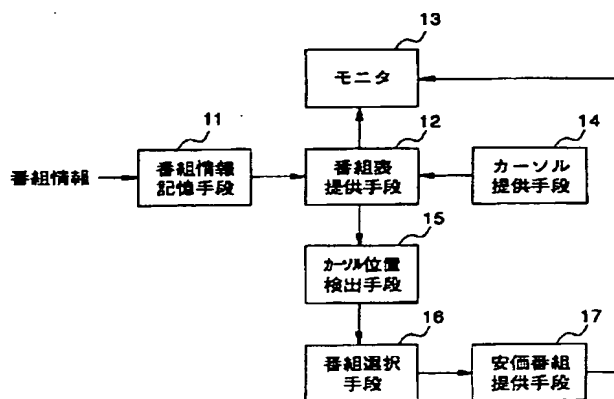 13
モニタ
11
12
14
番組情報
番組情報
記憶手段
番組表
提供手段
カーソル
提供手段
15
カーソル位置
検出手段
16
17
番組選択
手段
安価番組
提供手段